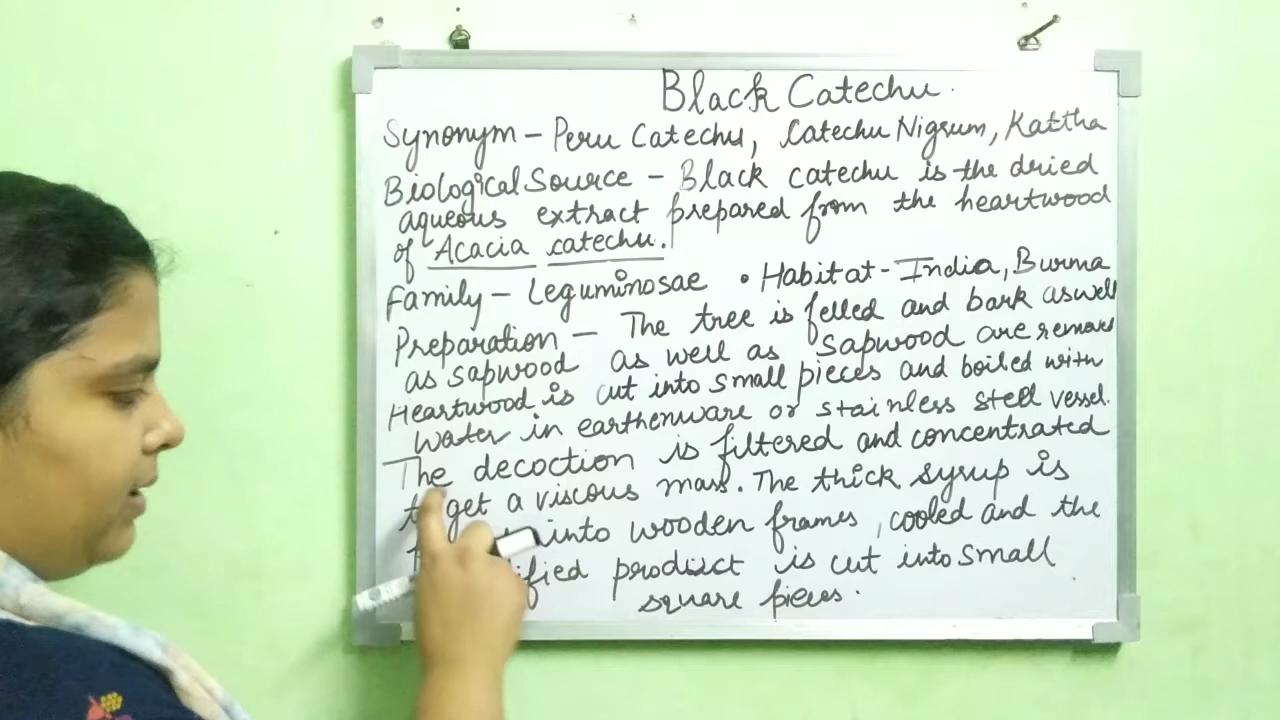 Black Catechu.
Synonym - Peru Catechu, Catechu Nigrum, Kattha
Biological Source - Black catechu is the dried
aqueous extract prepared from the heartwood
of Acacia catechu.
Family - Leguminosae • Habitat - India, Burma
Preparation - The tree is felled and bark aswell
as sapwood as well as sapwood are
Heartwood is cut into small pieces and boiled with
water in earthenware or stainless steel vessel.
The decoction is filtered and concentrated
get a viscous mass. The thick syrup is
into wooden frames, cooled and the
product is cut into small
square pieces.